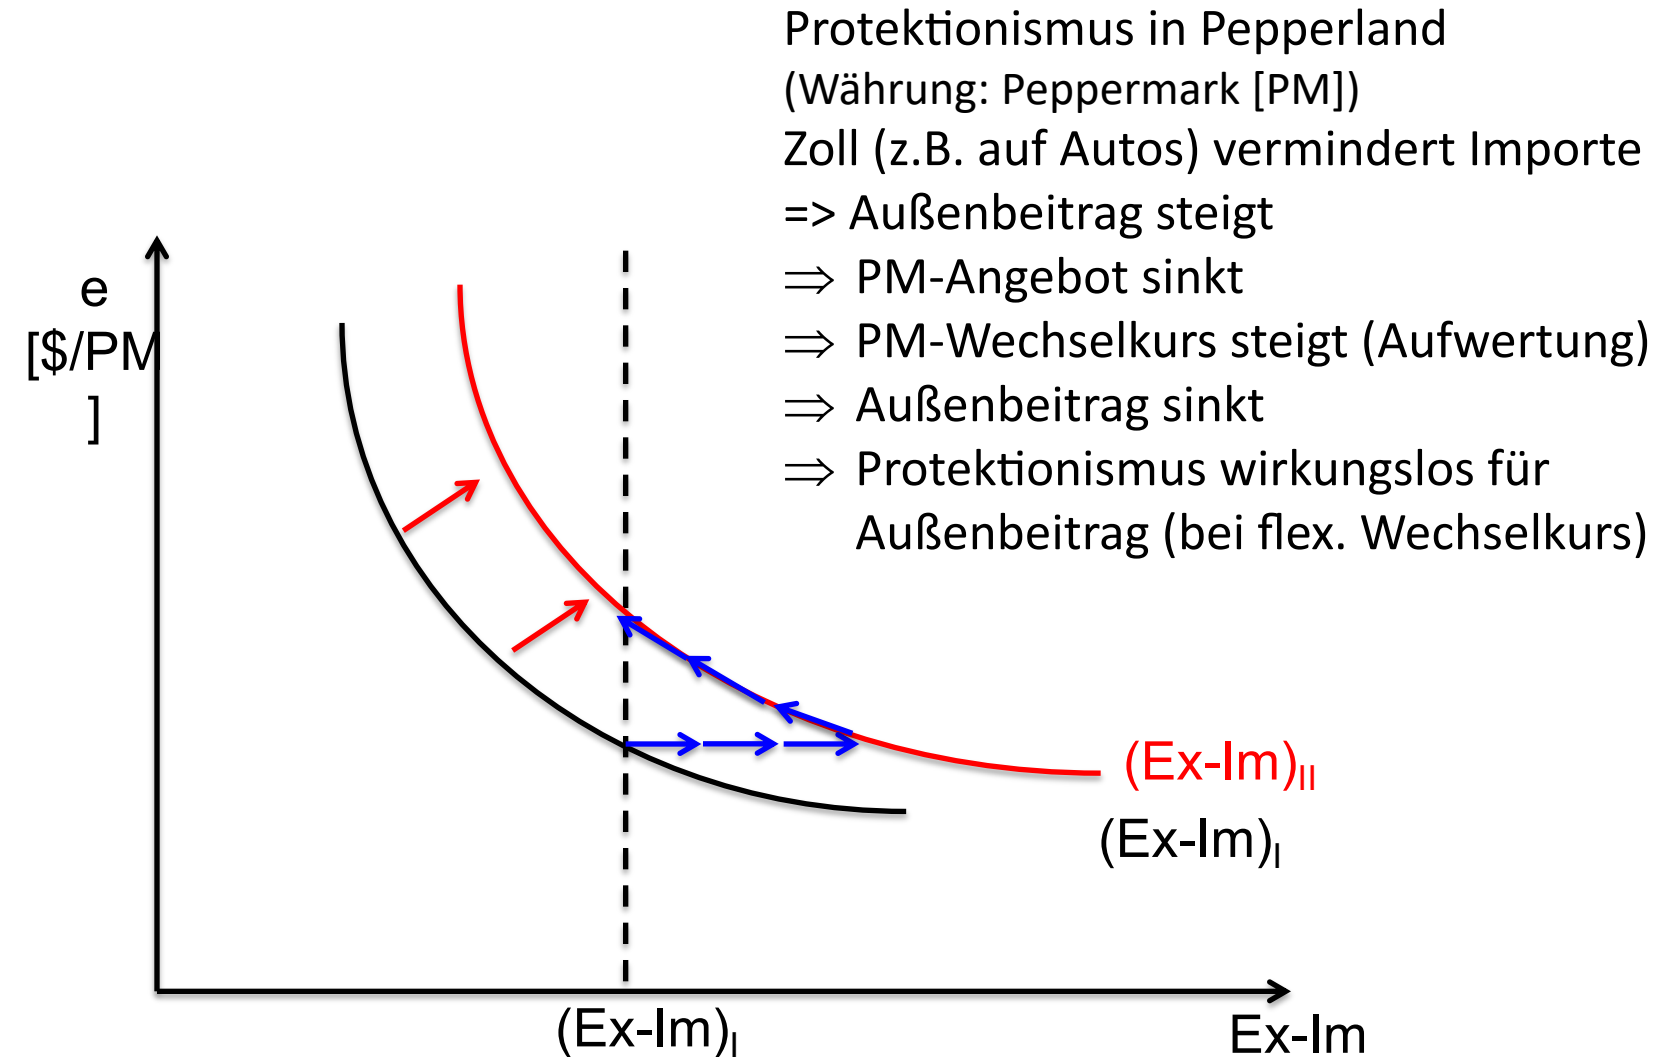 Protektionismus in Pepperland
(Währung: Peppermark [PM])
Zoll (z.B. auf Autos) vermindert Importe
=> Außenbeitrag steigt
⇒ PM-Angebot sinkt
⇒ PM-Wechselkurs steigt (Aufwertung)
⇒ Außenbeitrag sinkt
⇒ Protektionismus wirkungslos für
Außenbeitrag (bei flex. Wechselkurs)
e
[$/PM
]
(Ex-Im)II
(Ex-Im)I
(Ex-Im)I
Ex-Im